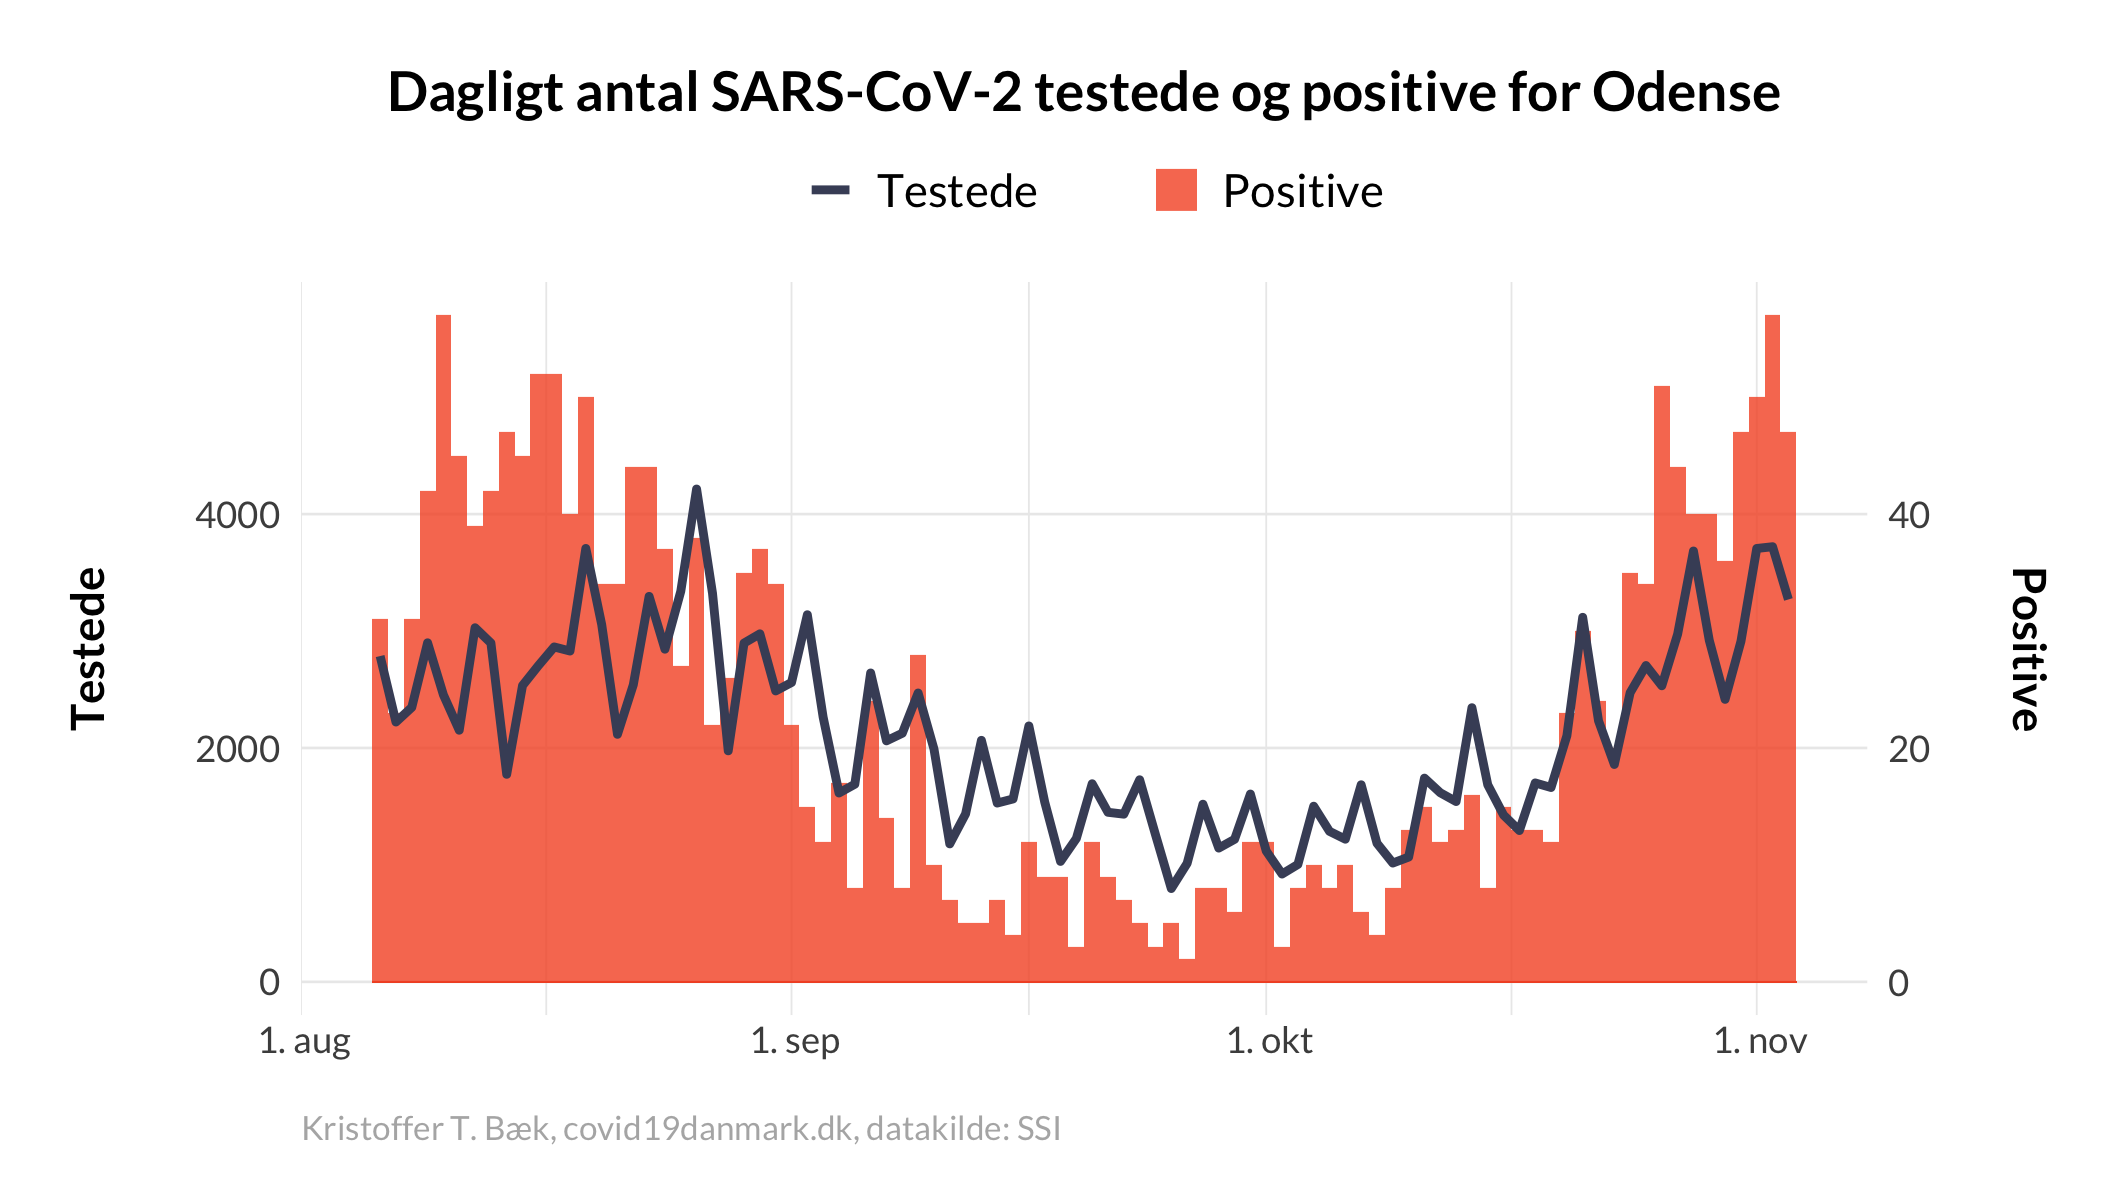 Dagligt antal SARS-CoV-2 testede og positive for Odense
Testede Positive
4000
2000
0
Testede
40
20
0
Positive
1. aug 1. sep 1. okt 1. nov
Kristoffer T. Bæk, covid19danmark.dk, datakilde: SSI